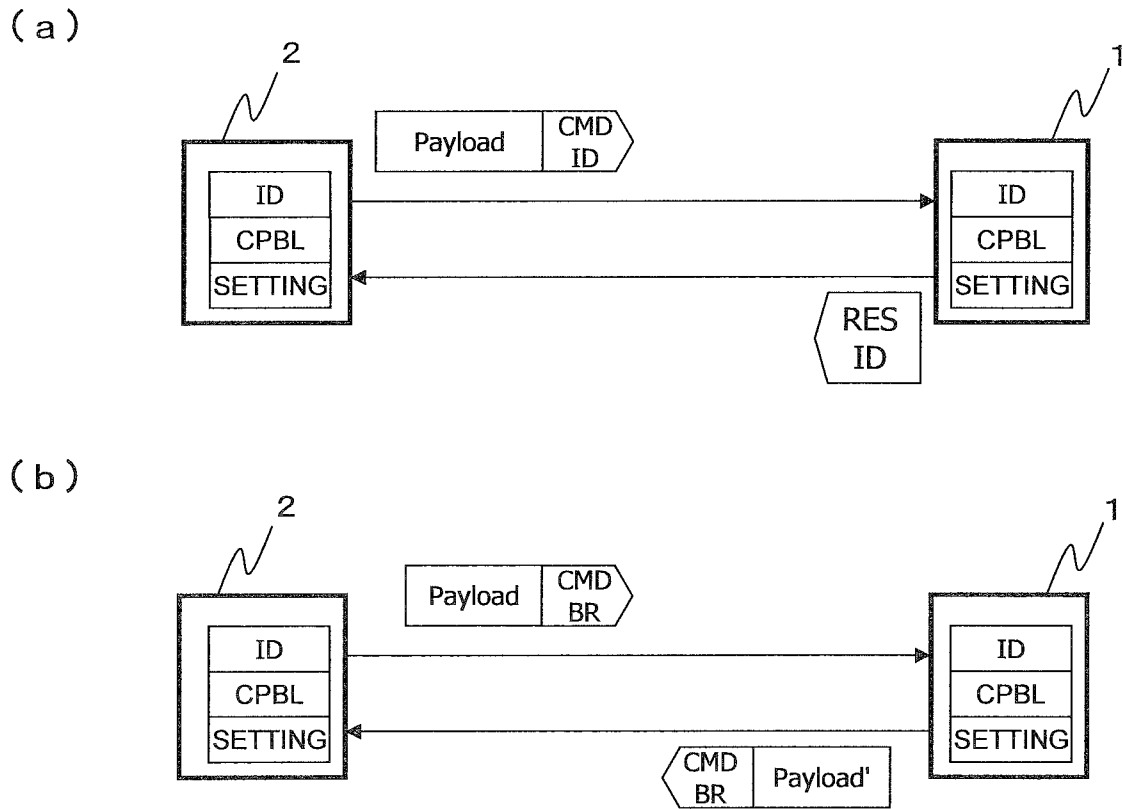 (a)
2
1
Payload
CMD
ID
ID
CPBL
SETTING
ID
CPBL
SETTING
RES
ID
(b)
2
1
Payload
CMD
BR
ID
CPBL
SETTING
ID
CPBL
SETTING
CMD
BR
Payload'